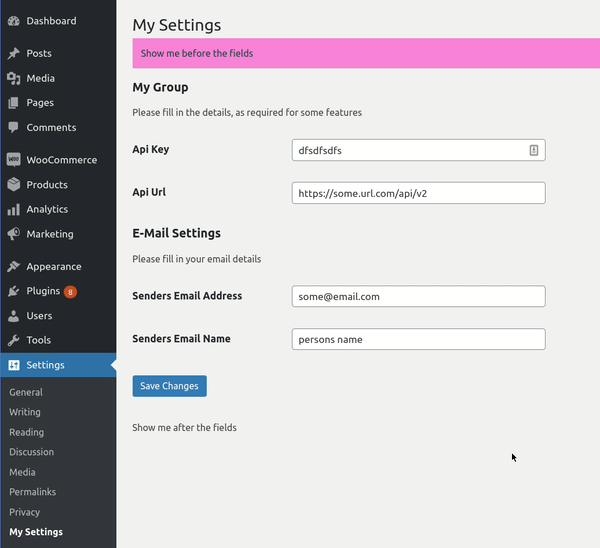 Dashboard
Posts
Media
Pages
Comments
WOO
WooCommerce
Products
Analytics
Marketing
Appearance
Plugins 8
Users
Tools
Settings
General
Writing
Reading
Discussion
Media
Permalinks
Privacy
My Settings
My Settings
Show me before the fields
My Group
Please fill in the details, as required for some features
Api Key
dfsdfsdfs
Api Url
https://some.url.com/api/v2
E-Mail Settings
Please fill in your email details
Senders Email Address
some@email.com
Senders Email Name
persons name
Save Changes
Show me after the fields